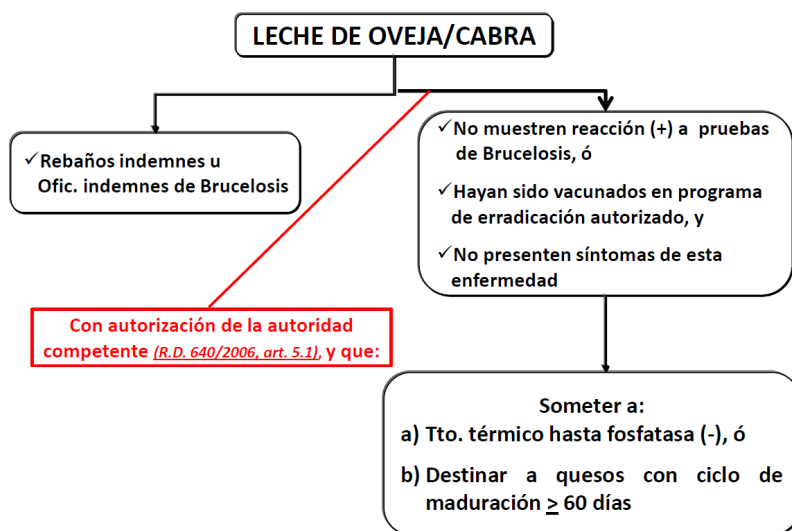 LECHE DE OVEJA/CABRA
✓Rebaños indemnes u
Ofic. indemnes de Brucelosis
✓No muestren reacción (+) a pruebas
de Brucelosis, ó
✓Hayan sido vacunados en programa
de erradicación autorizado, y
✓No presenten síntomas de esta
enfermedad
Con autorización de la autoridad
competente (R.D. 640/2006, art. 5.1), y que:
Someter a:
a) Tto. térmico hasta fosfatasa (-), ó
b) Destinar a quesos con ciclo de
maduración ≥ 60 días